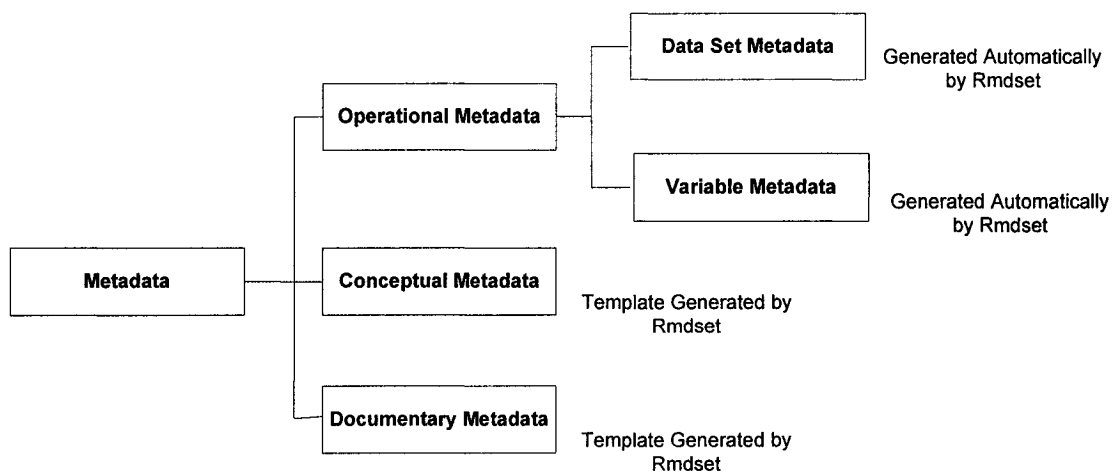 Data Set Metadata
Generated Automatically
by Rmdset
Operational Metadata
Variable Metadata
Generated Automatically
by Rmdset
Metadata
Conceptual Metadata
Template Generated by
Rmdset
Documentary Metadata
Template Generated by
Rmdset